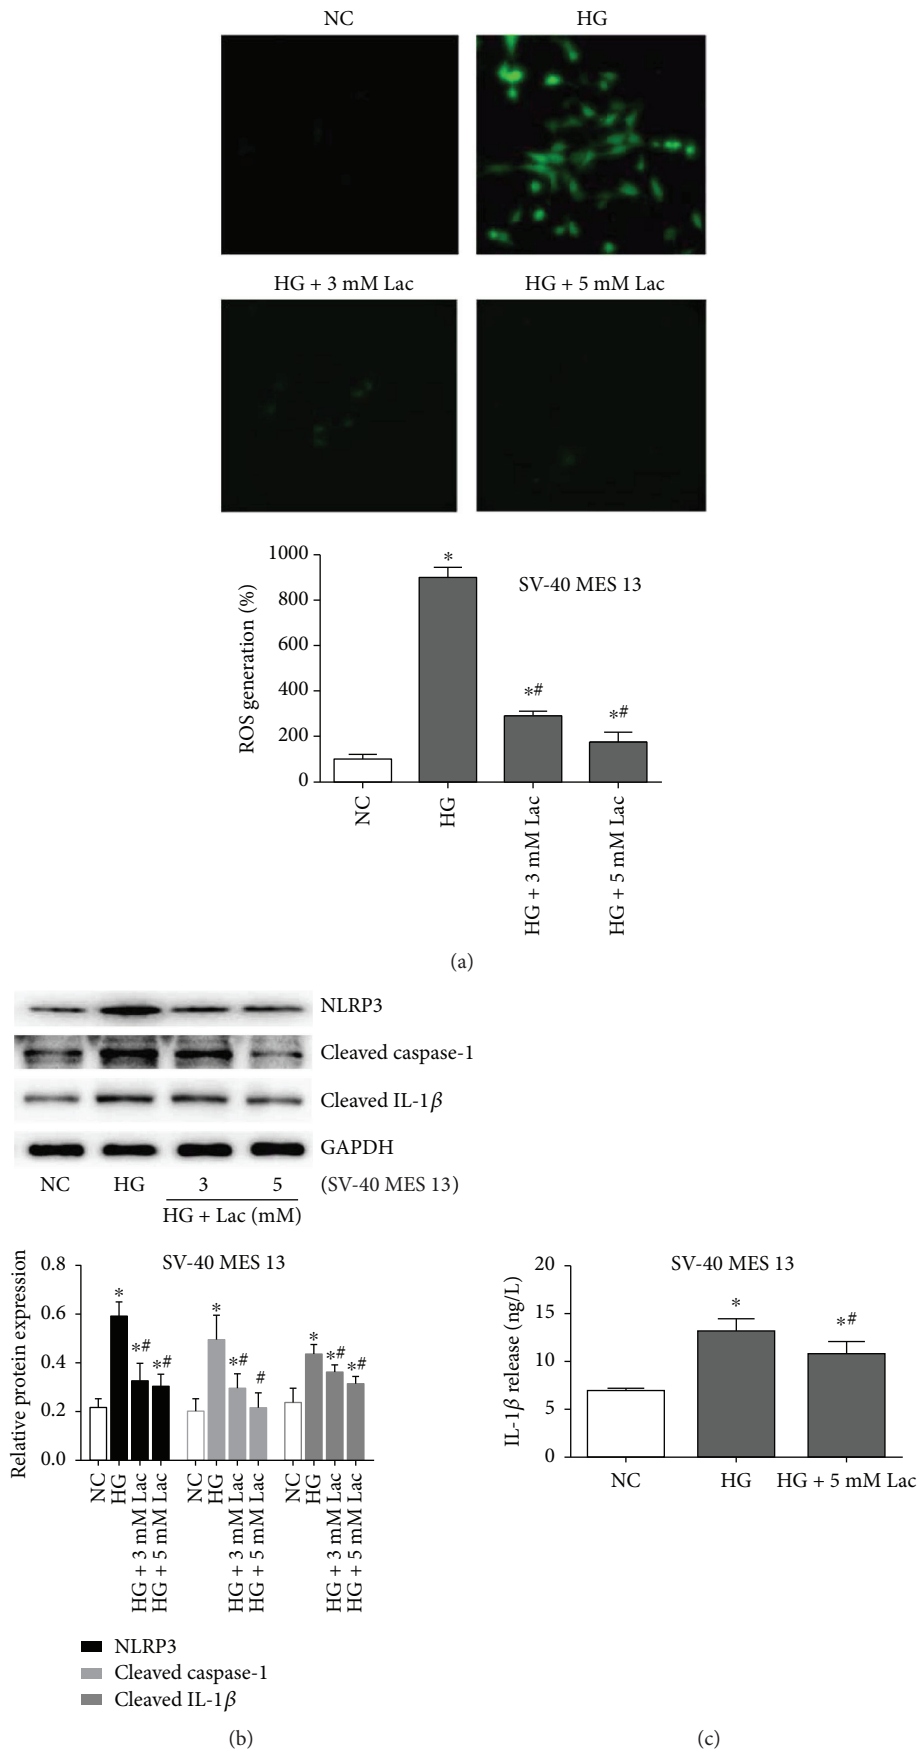 NC HG
HG + 3 mM Lac HG + 5 mM Lac
ROS generation (%)
1000
800
600
400
200
0
SV-40 MES 13
*
*#
*#
NC
HG
HG + 3 mM Lac
HG + 5 mM Lac
(a)
NLRP3
Cleaved caspase-1
Cleaved IL-1β
GAPDH
NC HG 3 5 (SV-40 MES 13)
HG + Lac (mM)
Relative protein expression
0.8
0.6
0.4
0.2
0.0
SV-40 MES 13
*
*#
*#
*
*#
#
*
*#
*#
NC
HG
HG + 3 mM Lac
HG + 5 mM Lac
NC
HG
HG + 3 mM Lac
HG + 5 mM Lac
NC
HG
HG + 3 mM Lac
HG + 5 mM Lac
NLRP3
Cleaved caspase-1
Cleaved IL-1β
(b)
IL-1β release (ng/L)
20
15
10
5
0
SV-40 MES 13
*
*#
NC HG HG + 5 mM Lac
(c)